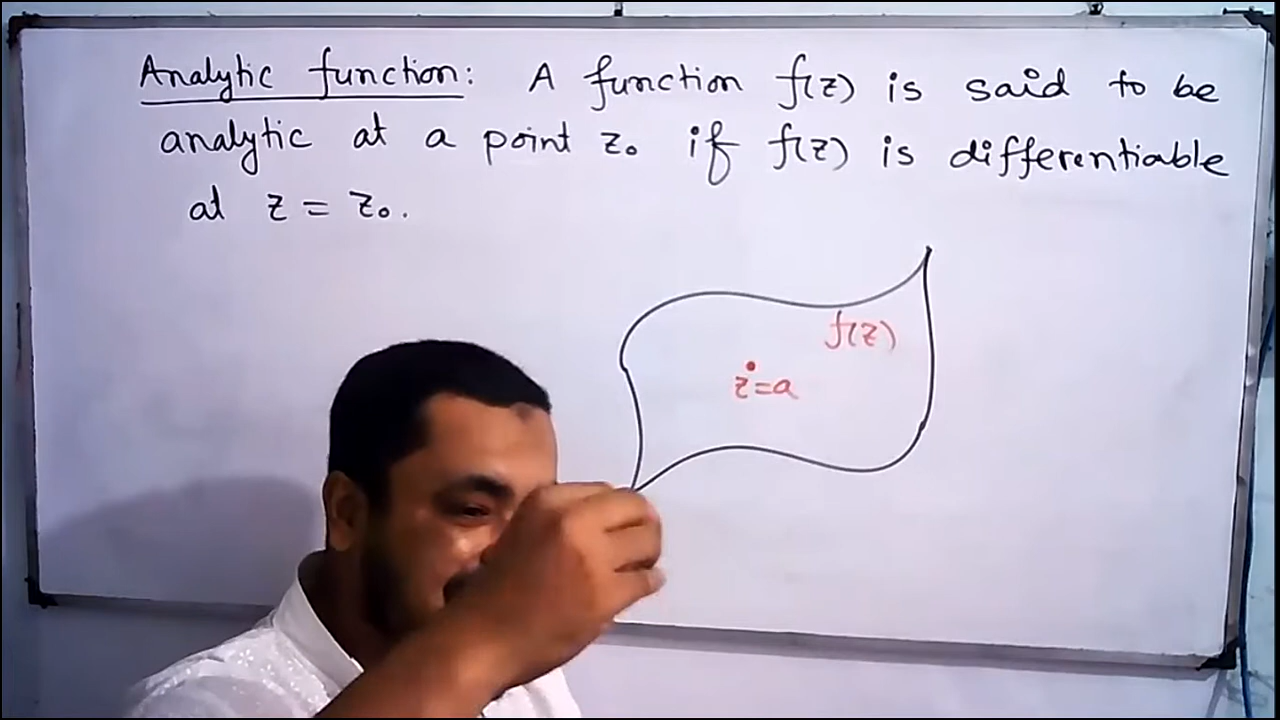 Analytic function: A function f(z) is said to be
analytic at a point z₀ if f(z) is differentiable
at z = z₀.
f(z)
z=a